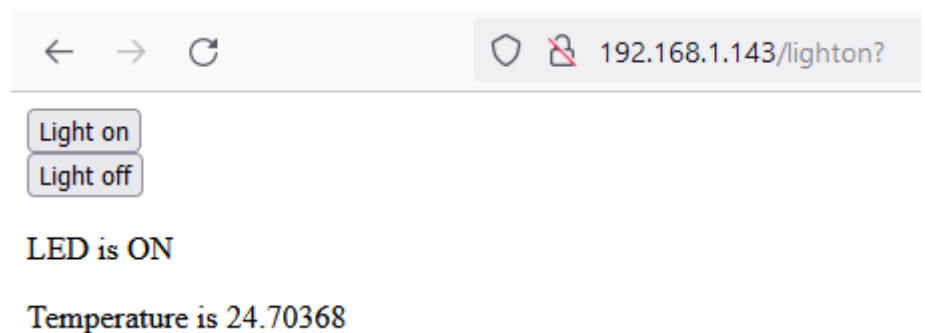 192.168.1.143/lighton?
Light on
Light off
LED is ON
Temperature is 24.70368